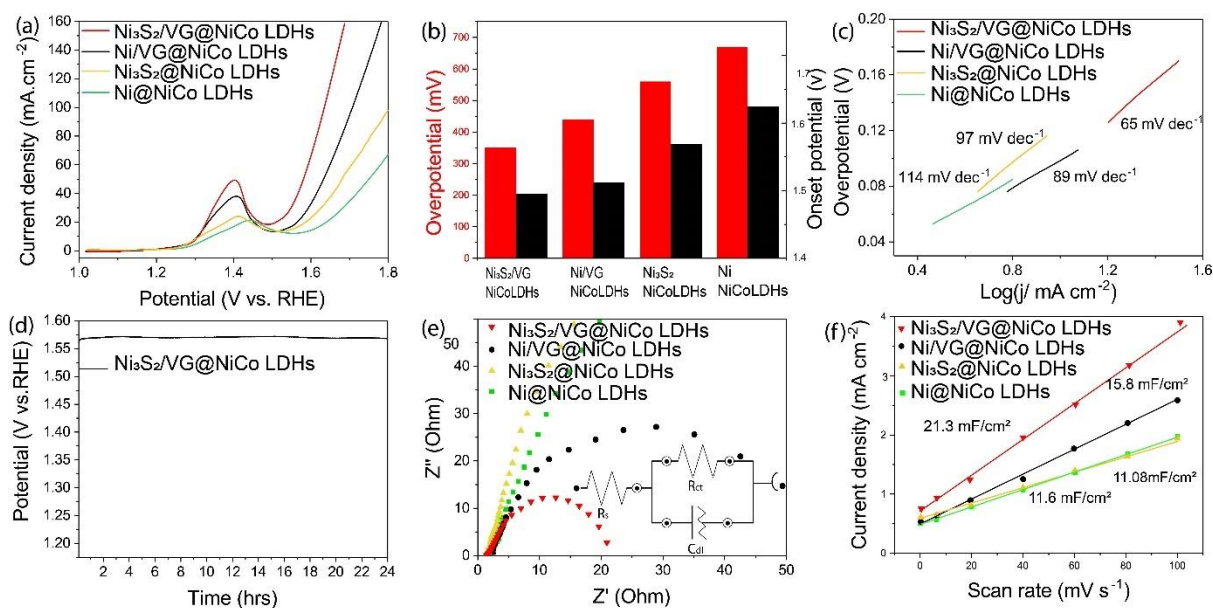 (a)
Ni₃S₂/VG@NiCo LDHs
Ni/VG@NiCo LDHs
Ni₃S₂@NiCo LDHs
Ni@NiCo LDHs
Current density (mA.cm⁻²)
160
140
120
100
80
60
40
20
0
1.0
1.2
1.4
1.6
1.8
Potential (V vs. RHE)
(b)
Overpotential (mV)
700
600
500
400
300
200
100
0
Onset potential (v)
1.7
1.6
1.5
1.4
Ni₃S₂/VG
NiCoLDHs
Ni/VG
NiCoLDHs
Ni₃S₂
NiCoLDHs
Ni
NiCoLDHs
(c)
Ni₃S₂/VG@NiCo LDHs
Ni/VG@NiCo LDHs
Ni₃S₂@NiCo LDHs
Ni@NiCo LDHs
Overpotential (V)
0.20
0.16
0.12
0.08
0.04
97 mV dec⁻¹
65 mV dec⁻¹
114 mV dec⁻¹
89 mV dec⁻¹
0.4
0.8
1.2
1.6
Log(j/ mA cm⁻²)
(d)
Potential (V vs.RHE)
1.60
1.55
1.50
1.45
1.40
1.35
1.30
1.25
1.20
Ni₃S₂/VG@NiCo LDHs
0
4
8
12
16
20
24
Time (hrs)
(e)
Ni₃S₂/VG@NiCo LDHs
Ni/VG@NiCo LDHs
Ni₃S₂@NiCo LDHs
Ni@NiCo LDHs
Z'' (Ohm)
50
40
30
20
10
0
Rₛ
R_ct
C_dl
0
10
20
30
40
50
Z' (Ohm)
(f)
Ni₃S₂/VG@NiCo LDHs
Ni/VG@NiCo LDHs
Ni₃S₂@NiCo LDHs
Ni@NiCo LDHs
Current density (mA cm⁻²)
4
3
2
1
0
15.8 mF/cm²
21.3 mF/cm²
11.08mF/cm²
11.6 mF/cm²
0
20
40
60
80
100
Scan rate (mV s⁻¹)